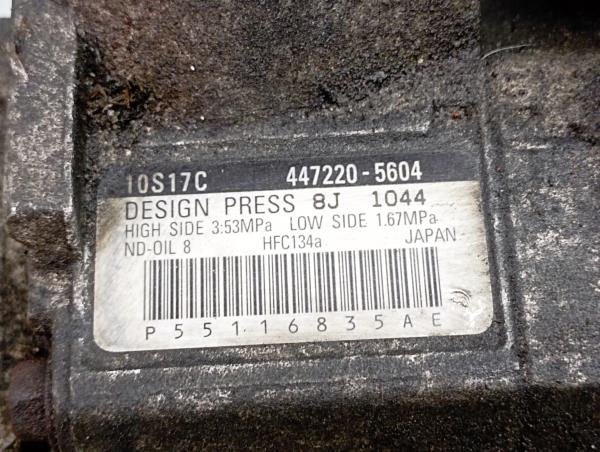 10S17C 447220-5604
DESIGN PRESS 8J 1044
HIGH SIDE 3:53MPa LOW SIDE 1.67MPa
ND-OIL 8 HFC134a JAPAN
P55116835AE